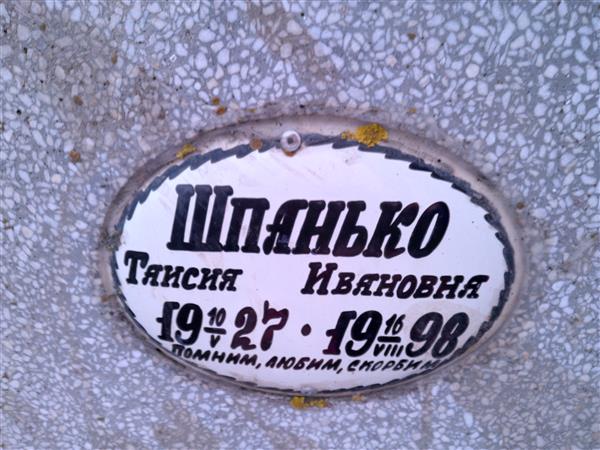 Шпанько
Таисия Ивановна
19 10/V 27 · 19 16/VIII 98
помним, любим, скорбим